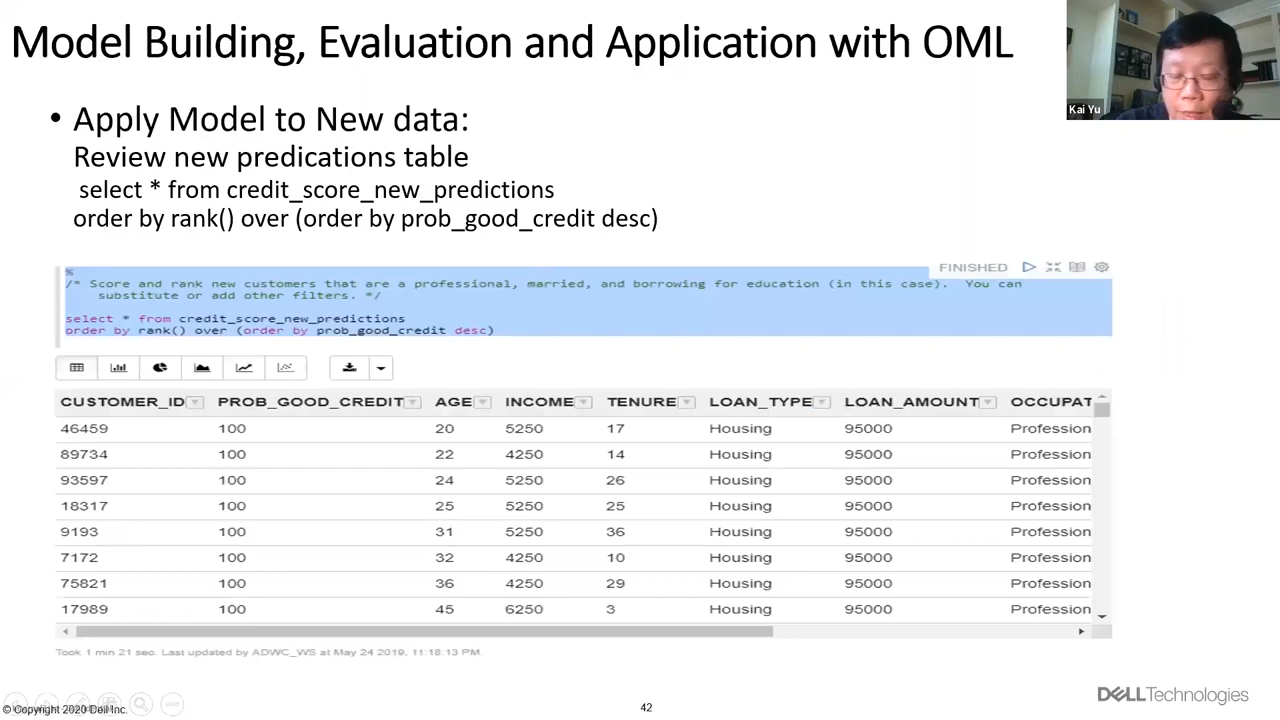 Model Building, Evaluation and Application with OML
Kai Yu
• Apply Model to New data:
Review new predications table
select * from credit_score_new_predictions
order by rank() over (order by prob_good_credit desc)
FINISHED
%
/* Score and rank new customers that are a professional, married, and borrowing for education (in this case). You can
substitute or add other filters. */
select * from credit_score_new_predictions
order by rank() over (order by prob_good_credit desc)
CUSTOMER_ID PROB_GOOD_CREDIT AGE INCOME TENURE LOAN_TYPE LOAN_AMOUNT OCCUPAT
46459 100 20 5250 17 Housing 95000 Profession
89734 100 22 4250 14 Housing 95000 Profession
93597 100 24 5250 26 Housing 95000 Profession
18317 100 25 5250 25 Housing 95000 Profession
9193 100 31 5250 36 Housing 95000 Profession
7172 100 32 4250 10 Housing 95000 Profession
75821 100 36 4250 29 Housing 95000 Profession
17989 100 45 6250 3 Housing 95000 Profession
Took 1 min 21 sec. Last updated by ADWC_WS at May 24 2019, 11:18:13 PM.
© Copyright 2020 Dell Inc.
42
DELLTechnologies